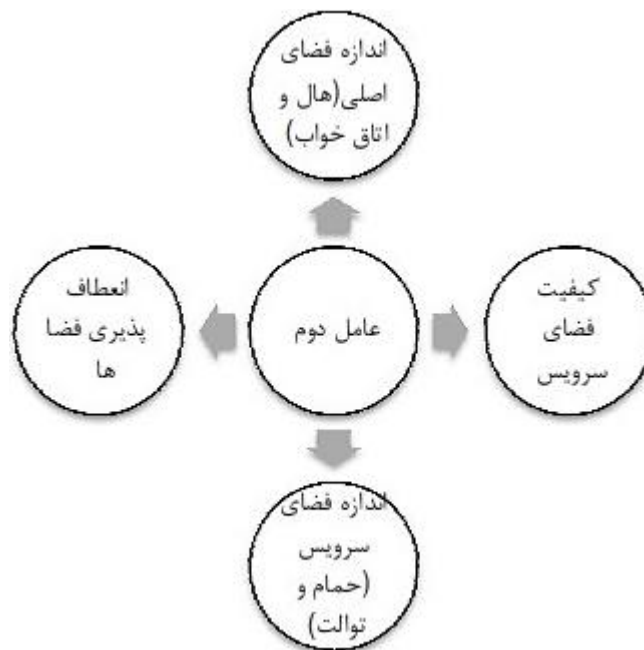 اندازه فضای
اصلی(هال و
اتاق خواب)
کیفیت
فضای
سرویس
عامل دوم
انعطاف
پذیری فضا
ها
اندازه فضای
سرویس
(حمام و
توالت)